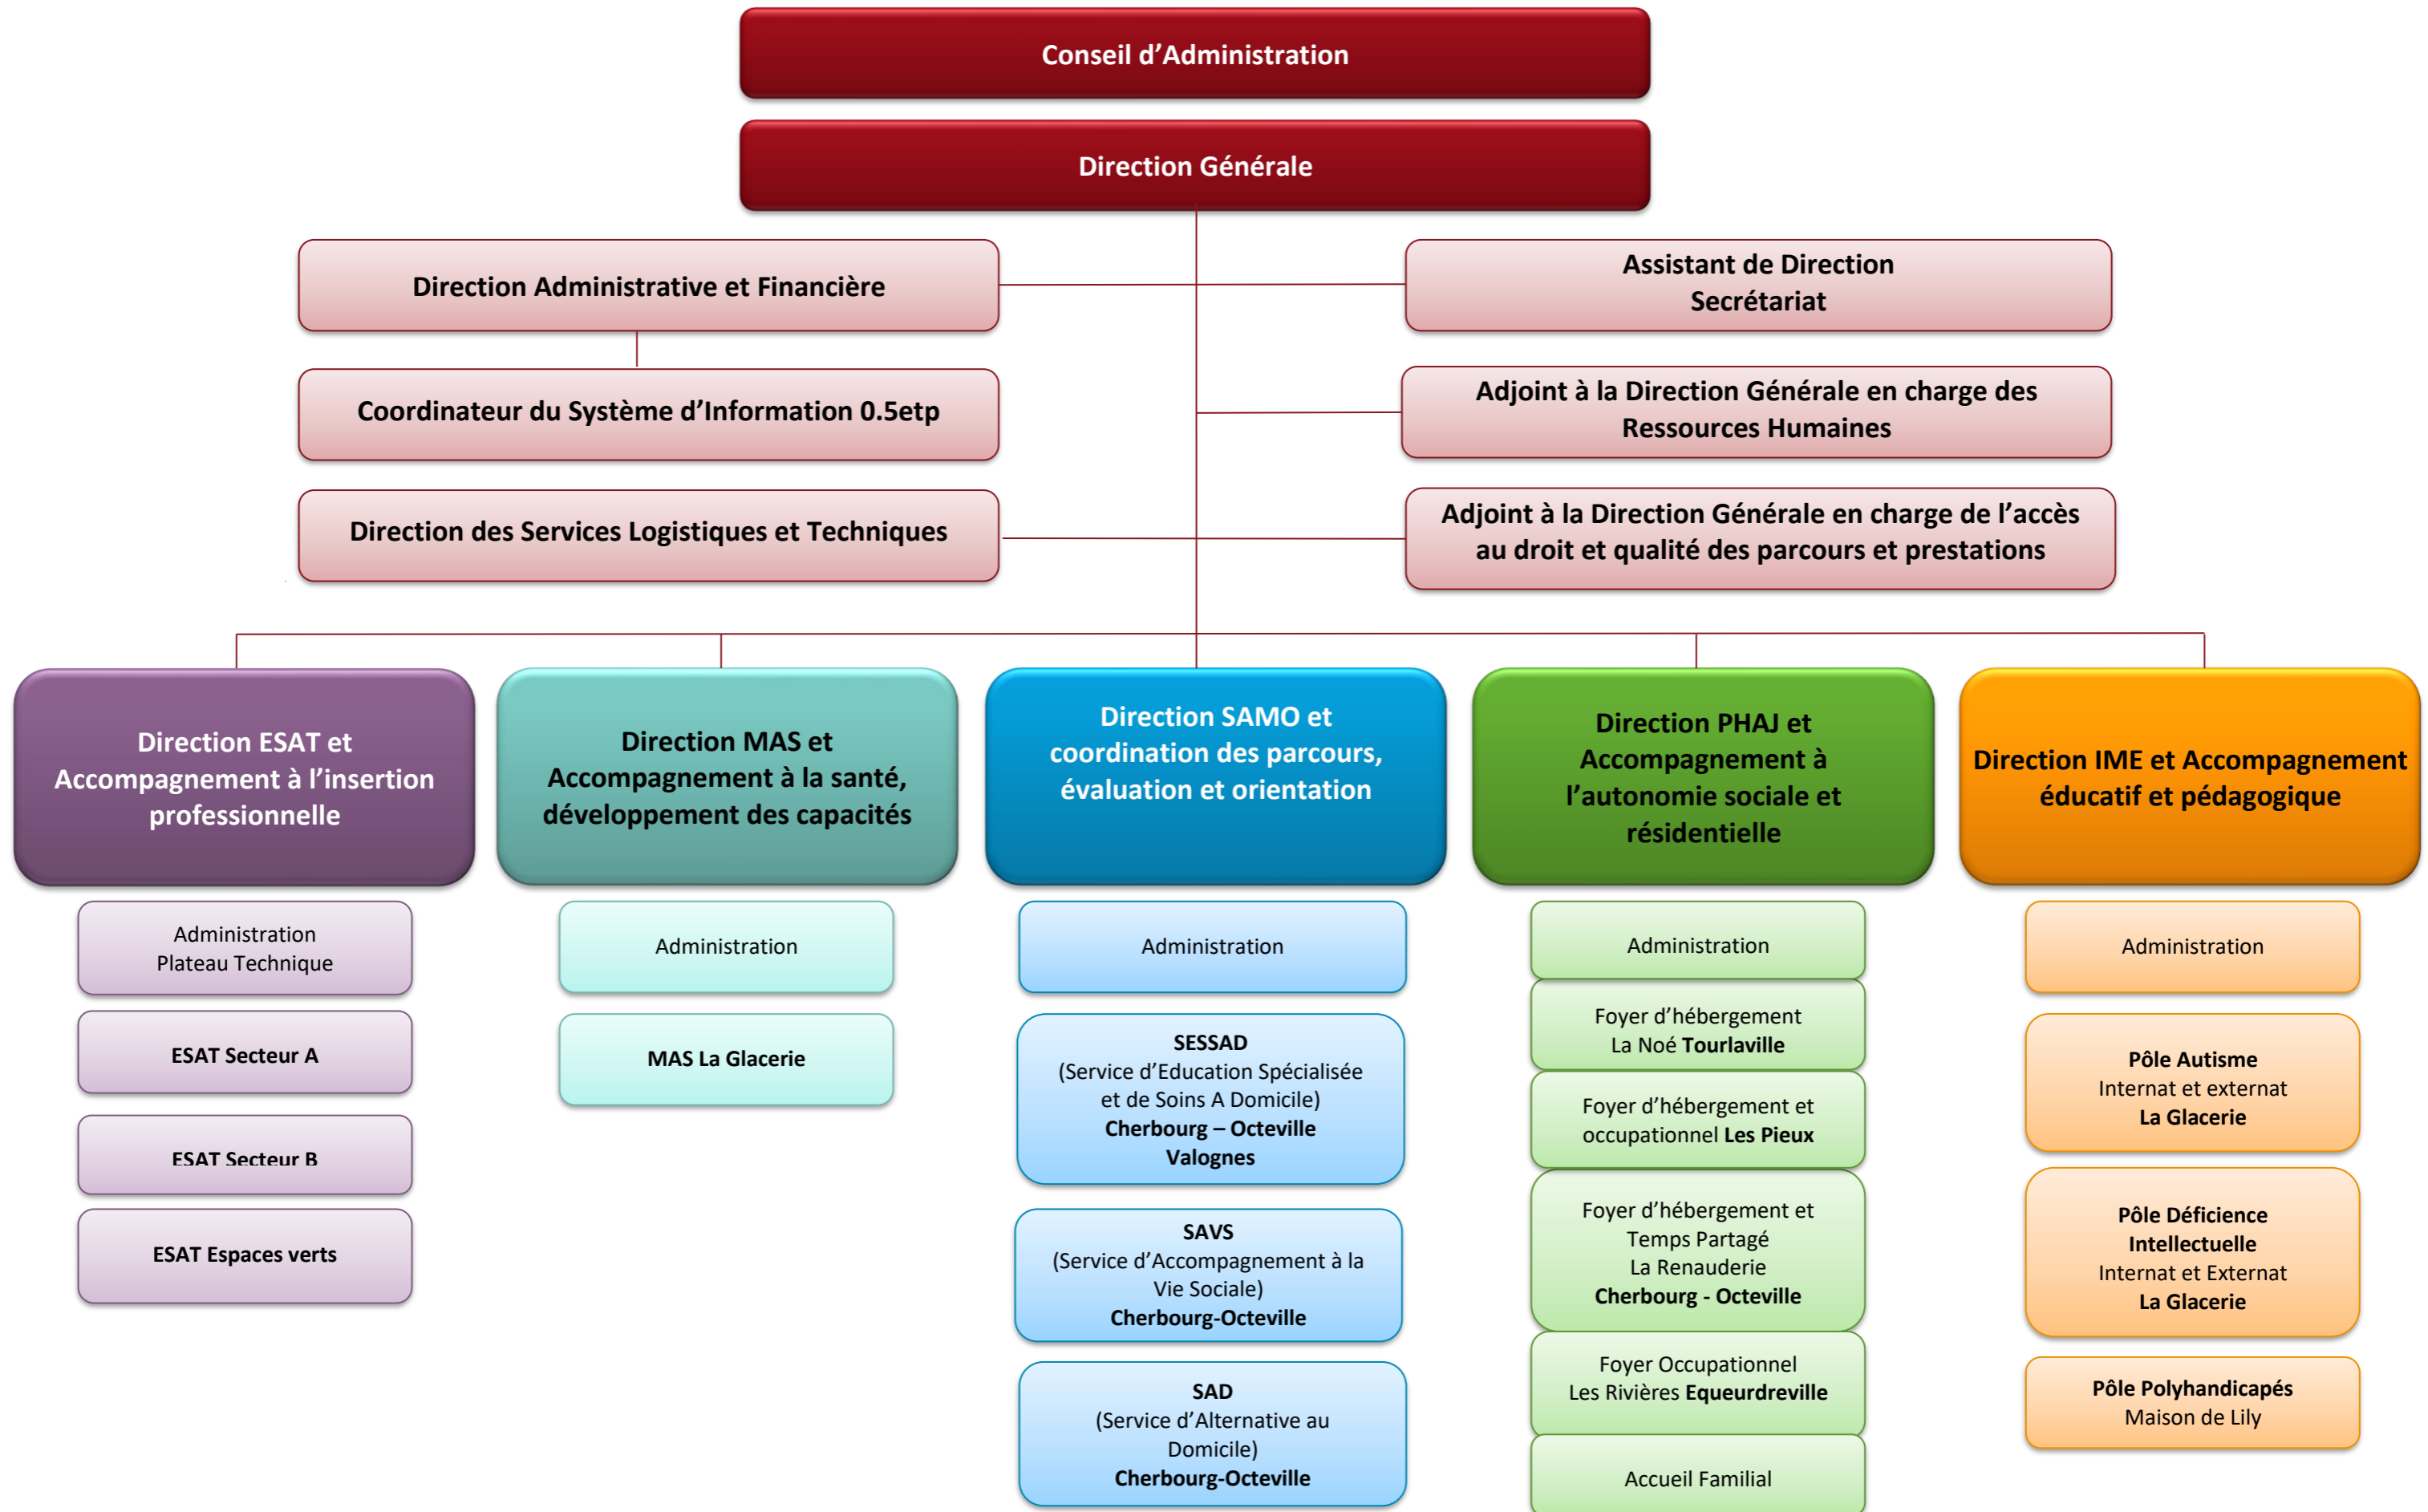 Conseil d’Administration
Direction Générale
Direction Administrative et Financière
Assistant de Direction
Secrétariat
Coordinateur du Système d’Information 0.5etp
Adjoint à la Direction Générale en charge des
Ressources Humaines
Direction des Services Logistiques et Techniques
Adjoint à la Direction Générale en charge de l’accès
au droit et qualité des parcours et prestations
Direction ESAT et
Accompagnement à l’insertion
professionnelle
Direction MAS et
Accompagnement à la santé,
développement des capacités
Direction SAMO et
coordination des parcours,
évaluation et orientation
Direction PHAJ et
Accompagnement à
l’autonomie sociale et
résidentielle
Direction IME et Accompagnement
éducatif et pédagogique
Administration
Plateau Technique
ESAT Secteur A
ESAT Secteur B
ESAT Espaces verts
Administration
MAS La Glacerie
Administration
SESSAD
(Service d’Education Spécialisée
et de Soins A Domicile)
Cherbourg – Octeville
Valognes
SAVS
(Service d’Accompagnement à la
Vie Sociale)
Cherbourg-Octeville
SAD
(Service d’Alternative au
Domicile)
Cherbourg-Octeville
Administration
Foyer d’hébergement
La Noé Tourlaville
Foyer d’hébergement et
occupationnel Les Pieux
Foyer d’hébergement et
Temps Partagé
La Renauderie
Cherbourg - Octeville
Foyer Occupationnel
Les Rivières Equeurdreville
Accueil Familial
Administration
Pôle Autisme
Internat et externat
La Glacerie
Pôle Déficience
Intellectuelle
Internat et Externat
La Glacerie
Pôle Polyhandicapés
Maison de Lily